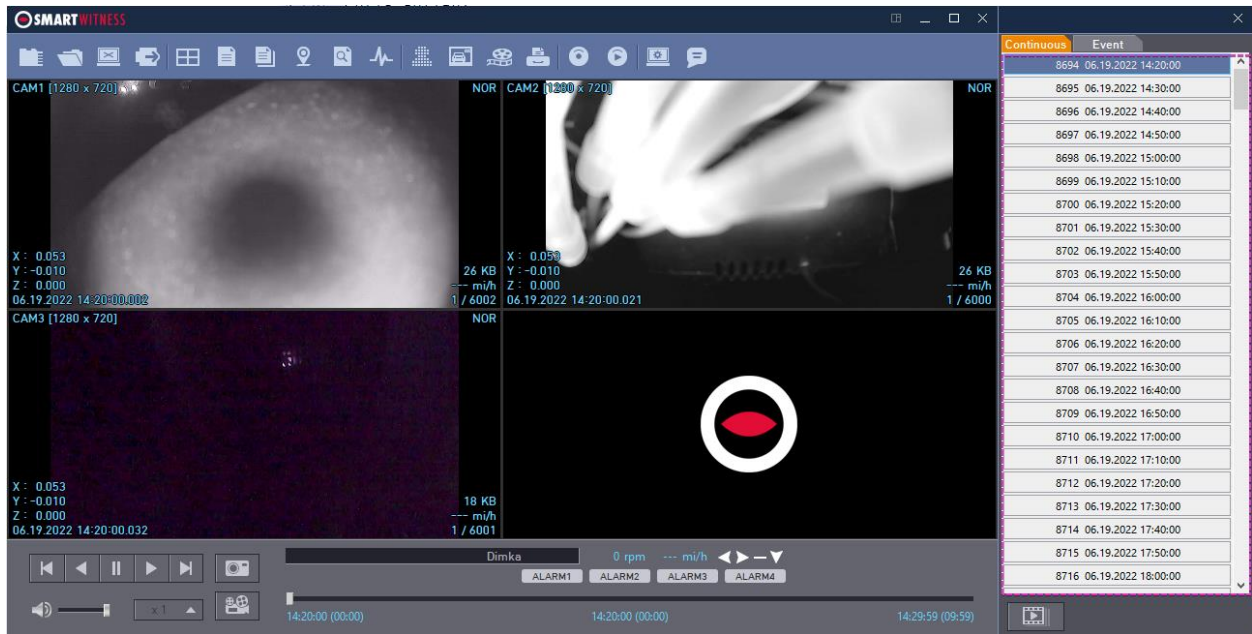 SMARTWITNESS
CAM1 [1280 x 720]
NOR
X : 0.053
Y :-0.010
Z : 0.000
06.19.2022 14:20:00.002
26 KB
--- mi/h
1 / 6002
CAM2 [1280 x 720]
NOR
X : 0.053
Y :-0.010
Z : 0.000
06.19.2022 14:20:00.021
26 KB
--- mi/h
1 / 6000
CAM3 [1280 x 720]
NOR
X : 0.053
Y :-0.010
Z : 0.000
06.19.2022 14:20:00.032
18 KB
--- mi/h
1 / 6001
Dimka
0 rpm --- mi/h
ALARM1 ALARM2 ALARM3 ALARM4
x 1
14:20:00 (00:00) 14:20:00 (00:00) 14:29:59 (09:59)
Continuous Event
8694 06.19.2022 14:20:00
8695 06.19.2022 14:30:00
8696 06.19.2022 14:40:00
8697 06.19.2022 14:50:00
8698 06.19.2022 15:00:00
8699 06.19.2022 15:10:00
8700 06.19.2022 15:20:00
8701 06.19.2022 15:30:00
8702 06.19.2022 15:40:00
8703 06.19.2022 15:50:00
8704 06.19.2022 16:00:00
8705 06.19.2022 16:10:00
8706 06.19.2022 16:20:00
8707 06.19.2022 16:30:00
8708 06.19.2022 16:40:00
8709 06.19.2022 16:50:00
8710 06.19.2022 17:00:00
8711 06.19.2022 17:10:00
8712 06.19.2022 17:20:00
8713 06.19.2022 17:30:00
8714 06.19.2022 17:40:00
8715 06.19.2022 17:50:00
8716 06.19.2022 18:00:00